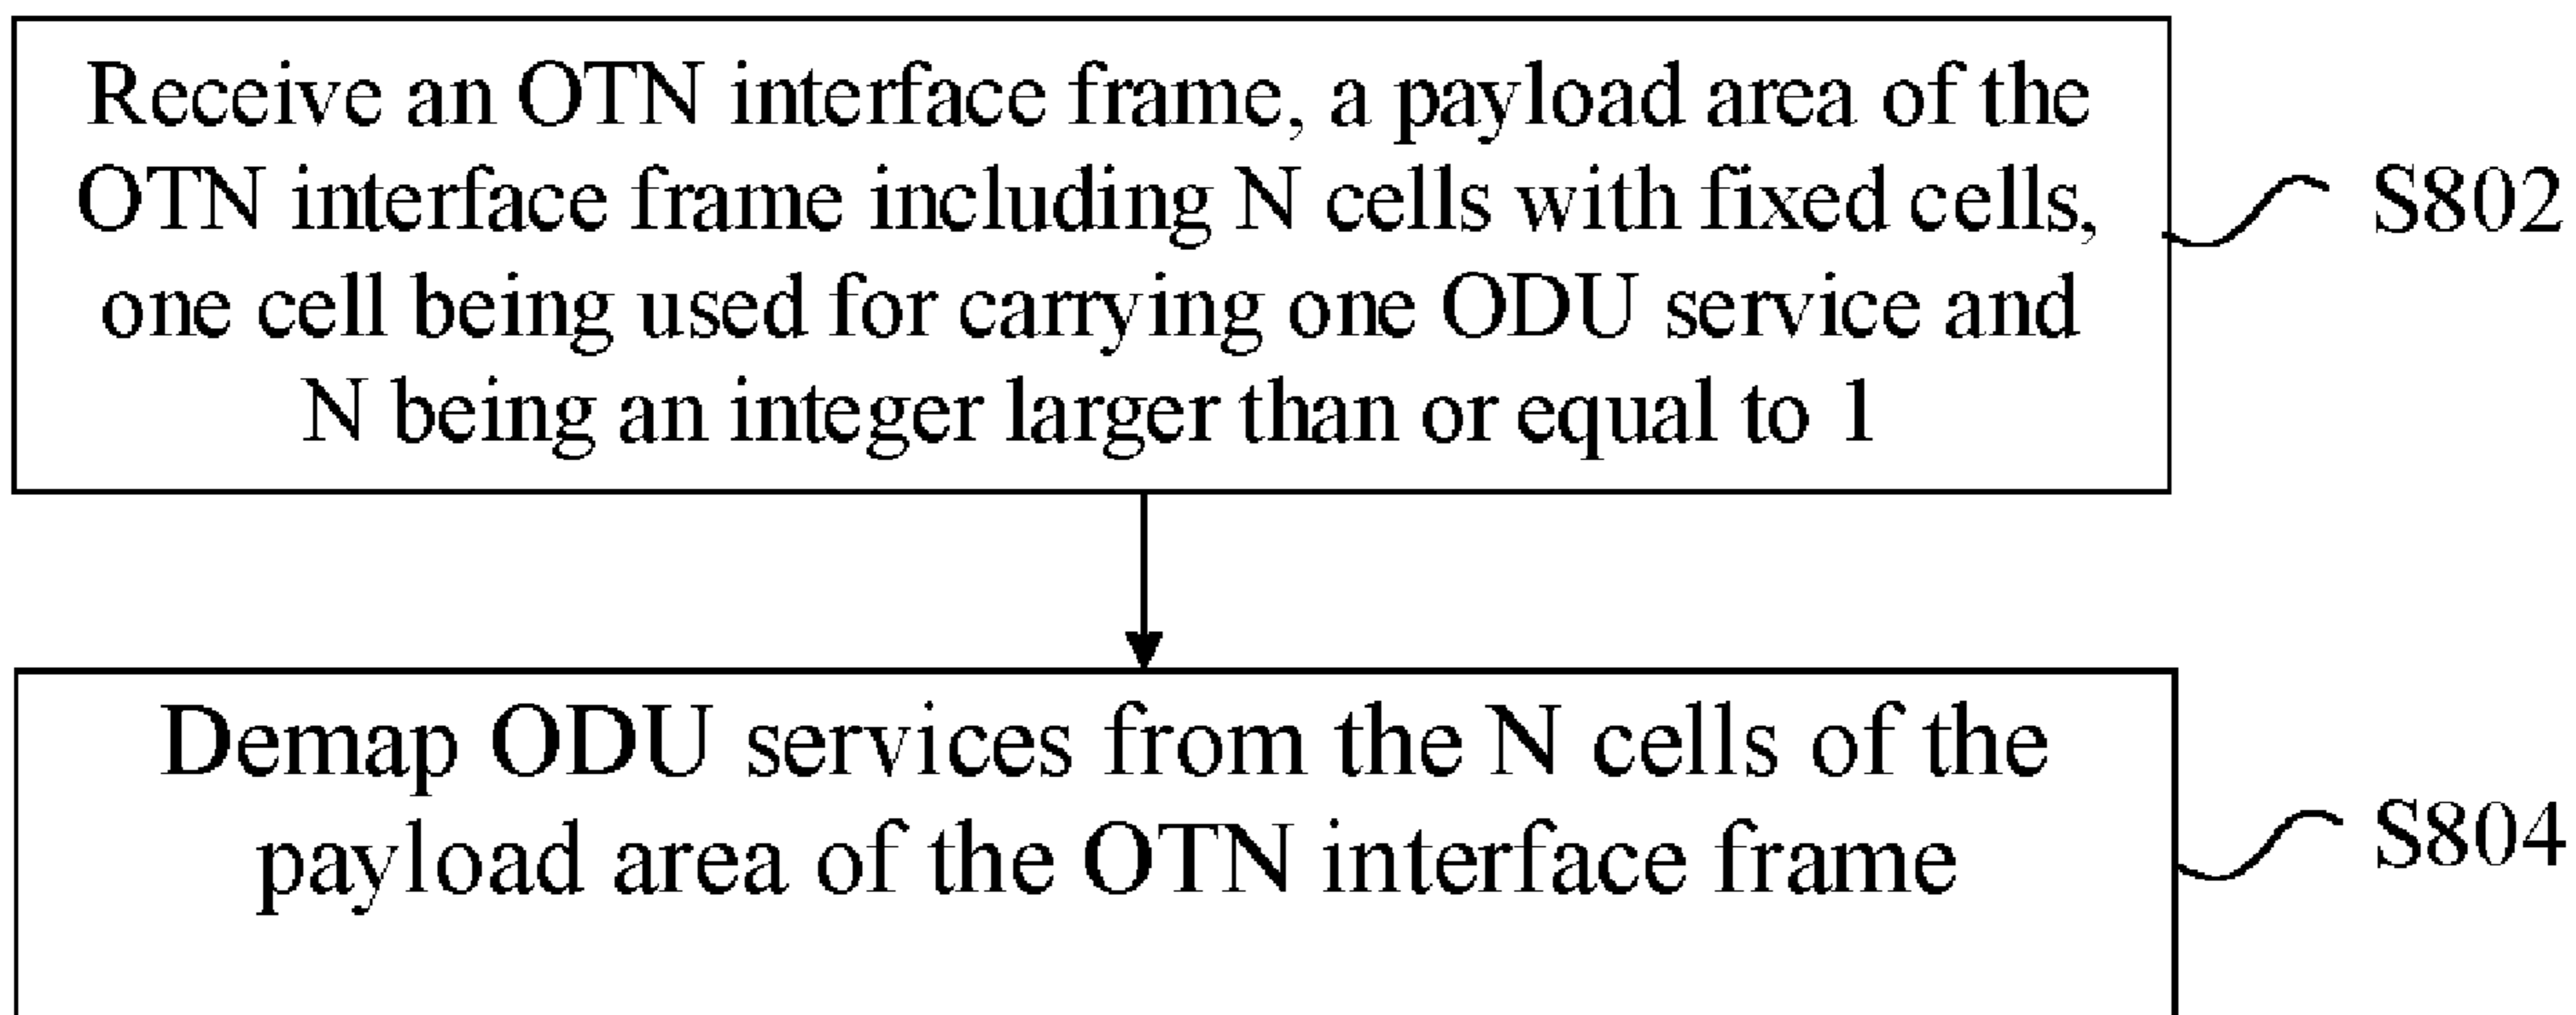 Receive an OTN interface frame, a payload area of the
OTN interface frame including N cells with fixed cells,
one cell being used for carrying one ODU service and
N being an integer larger than or equal to 1
S802
Demap ODU services from the N cells of the
payload area of the OTN interface frame
S804